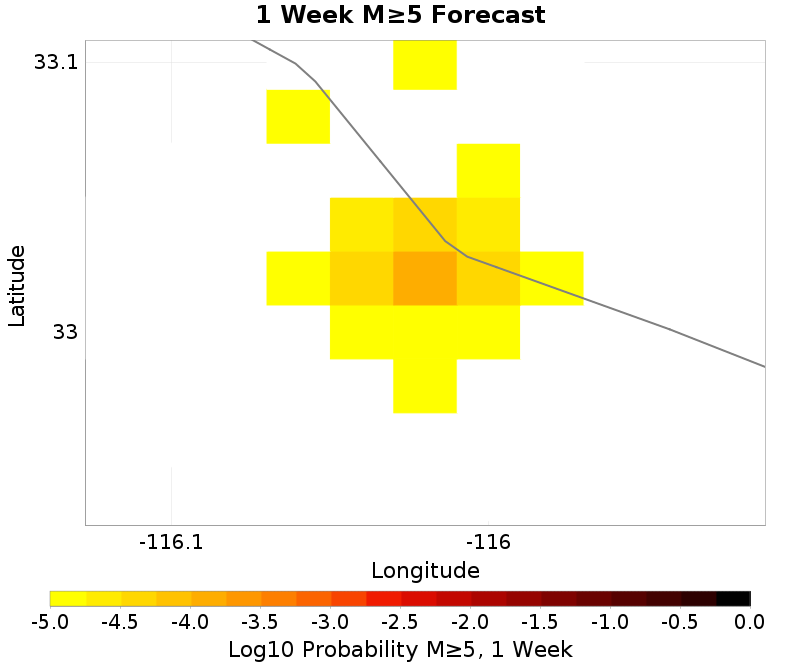 1 Week M≥5 Forecast
33.1
33
Latitude
-116.1 -116
Longitude
-5.0 -4.5 -4.0 -3.5 -3.0 -2.5 -2.0 -1.5 -1.0 -0.5 0.0
Log10 Probability M≥5, 1 Week